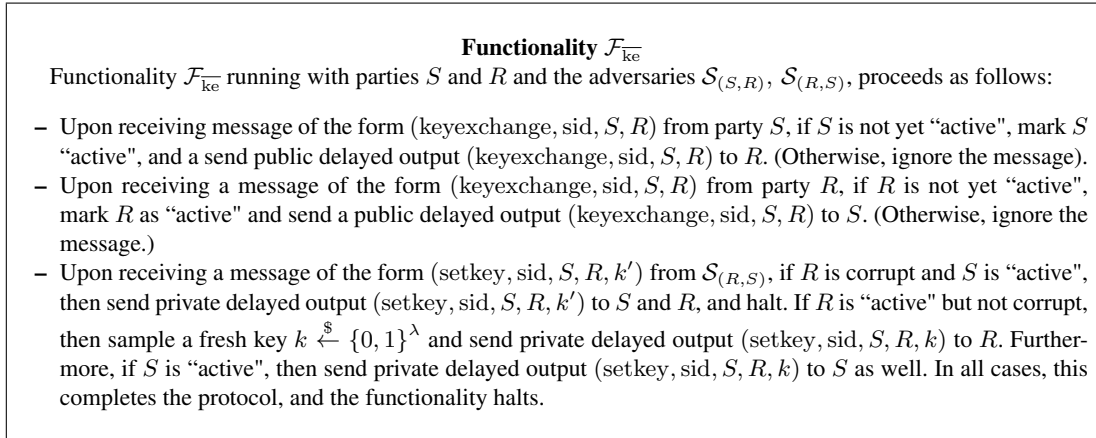 Functionality $\mathcal{F}_{\overline{\mathrm{ke}}}$
Functionality $\mathcal{F}_{\overline{\mathrm{ke}}}$ running with parties $S$ and $R$ and the adversaries $\mathcal{S}_{(S,R)}$, $\mathcal{S}_{(R,S)}$, proceeds as follows:
– Upon receiving message of the form (keyexchange, sid, $S, R$) from party $S$, if $S$ is not yet “active", mark $S$
“active", and a send public delayed output (keyexchange, sid, $S, R$) to $R$. (Otherwise, ignore the message).
– Upon receiving a message of the form (keyexchange, sid, $S, R$) from party $R$, if $R$ is not yet “active",
mark $R$ as “active" and send a public delayed output (keyexchange, sid, $S, R$) to $S$. (Otherwise, ignore the
message.)
– Upon receiving a message of the form (setkey, sid, $S, R, k'$) from $\mathcal{S}_{(R,S)}$, if $R$ is corrupt and $S$ is “active",
then send private delayed output (setkey, sid, $S, R, k'$) to $S$ and $R$, and halt. If $R$ is “active" but not corrupt,
then sample a fresh key $k \xleftarrow{\$} \{0, 1\}^{\lambda}$ and send private delayed output (setkey, sid, $S, R, k$) to $R$. Further-
more, if $S$ is “active", then send private delayed output (setkey, sid, $S, R, k$) to $S$ as well. In all cases, this
completes the protocol, and the functionality halts.